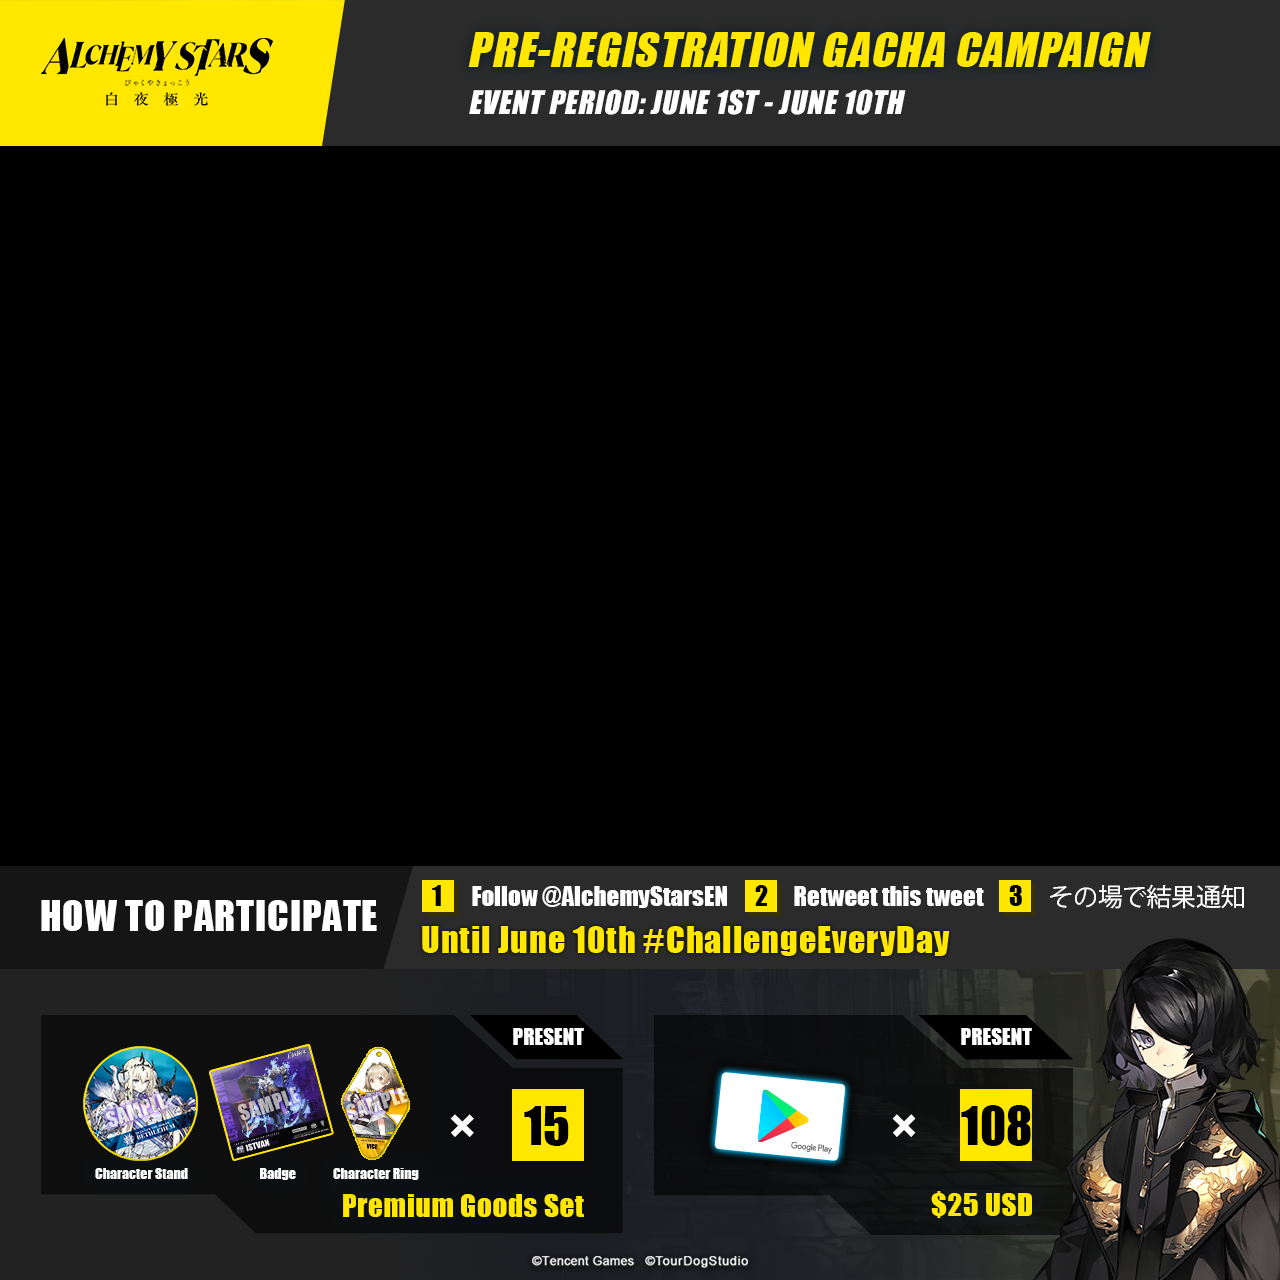 ALCHEMY STARS
びゃくやきょっこう
白夜極光
PRE-REGISTRATION GACHA CAMPAIGN
EVENT PERIOD: JUNE 1ST - JUNE 10TH
HOW TO PARTICIPATE
1 Follow @AlchemyStarsEN 2 Retweet this tweet 3 その場で結果通知
Until June 10th #ChallengeEveryDay
PRESENT
SAMPLE
BETHLEHEM
SAMPLE
ISTVAN
SAMPLE
VICE
× 15
Character Stand Badge Character Ring
Premium Goods Set
PRESENT
Google Play
× 108
$25 USD
©Tencent Games ©TourDogStudio